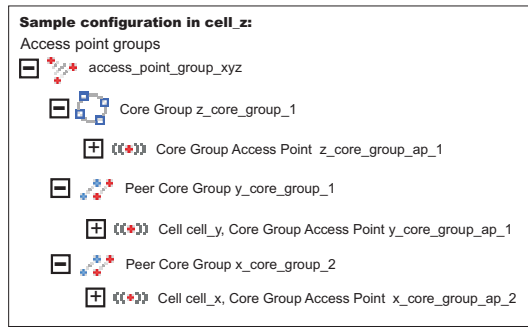 Sample configuration in cell_z:
Access point groups
access_point_group_xyz
Core Group z_core_group_1
Core Group Access Point z_core_group_ap_1
Peer Core Group y_core_group_1
Cell cell_y, Core Group Access Point y_core_group_ap_1
Peer Core Group x_core_group_2
Cell cell_x, Core Group Access Point x_core_group_ap_2